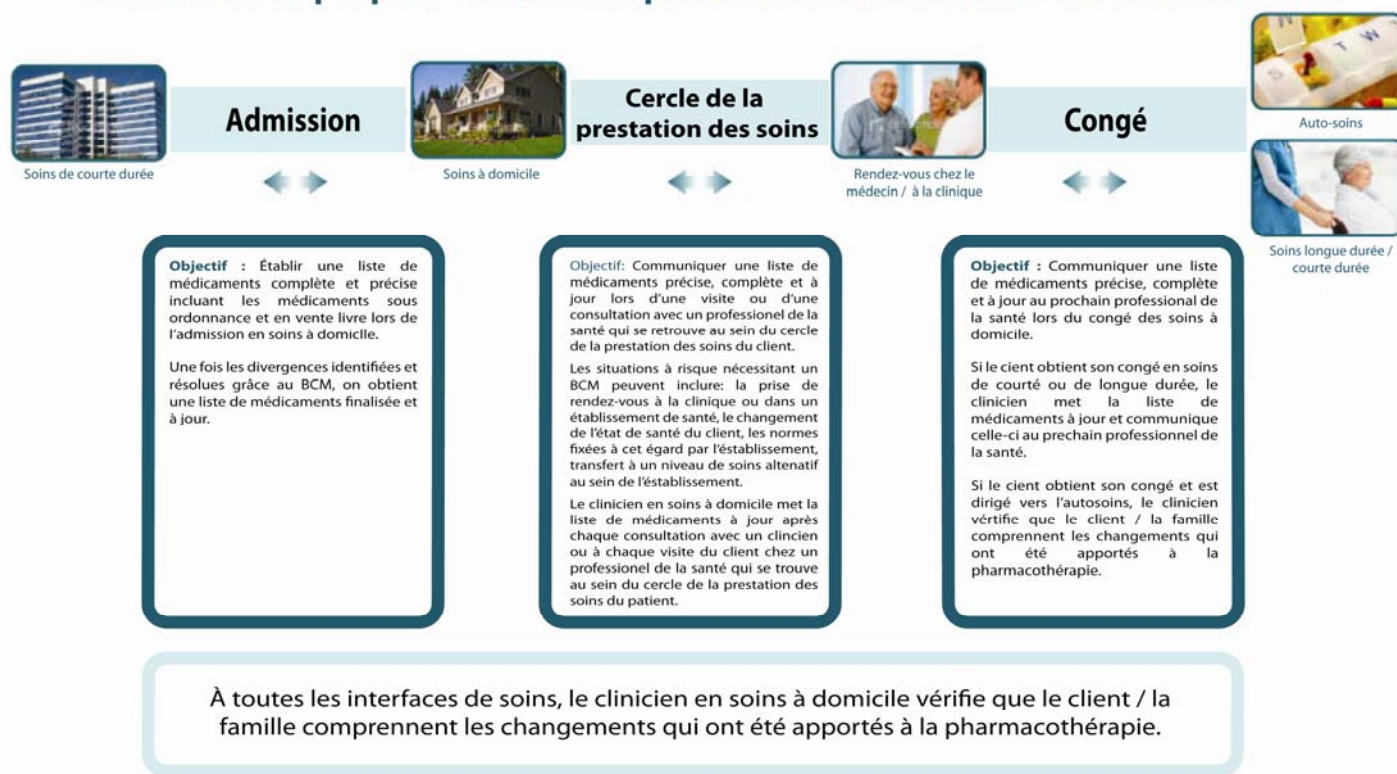 Admission
Cercle de la
prestation des soins
Congé
Soins de courte durée
Soins à domicile
Rendez-vous chez le
médecin / à la clinique
Auto-soins
Soins longue durée /
courte durée
Objectif : Établir une liste de
médicaments complète et précise
incluant les médicaments sous
ordonnance et en vente livre lors de
l'admission en soins à domiclle.
Une fois les divergences identifiées et
résolues grâce au BCM, on obtient
une liste de médicaments finalisée et
à jour.
Objectif: Communiquer une liste de
médicaments précise, complète et à
jour lors d'une visite ou d'une
consultation avec un professionel de la
santé qui se retrouve au sein du cercle
de la prestation des soins du client.
Les situations à risque nécessitant un
BCM peuvent inclure: la prise de
rendez-vous à la clinique ou dans un
établissement de santé, le changement
de l'état de santé du client, les normes
fixées à cet égard par l'éstablissement,
transfert à un niveau de soins altenatif
au sein de l'éstablissement.
Le clinicien en soins à domicile met la
liste de médicaments à jour après
chaque consultation avec un clincien
ou à chaque visite du client chez un
professionel de la santé qui se trouve
au sein du cercle de la prestation des
soins du patient.
Objectif : Communiquer une liste
de médicaments précise, complète
et à jour au prochain professional de
la santé lors du congé des soins à
domicile.
Si le cient obtient son congé en soins
de courté ou de longue durée, le
clinicien met la liste de
médicaments à jour et communique
celle-ci au prechain professionnel de
la santé.
Si le cient obtient son congé et est
dirigé vers l'autosoins, le clinicien
vértifie que le client / la famille
comprennent les changements qui
ont été apportés à la
pharmacothérapie.
À toutes les interfaces de soins, le clinicien en soins à domicile vérifie que le client / la
famille comprennent les changements qui ont été apportés à la pharmacothérapie.